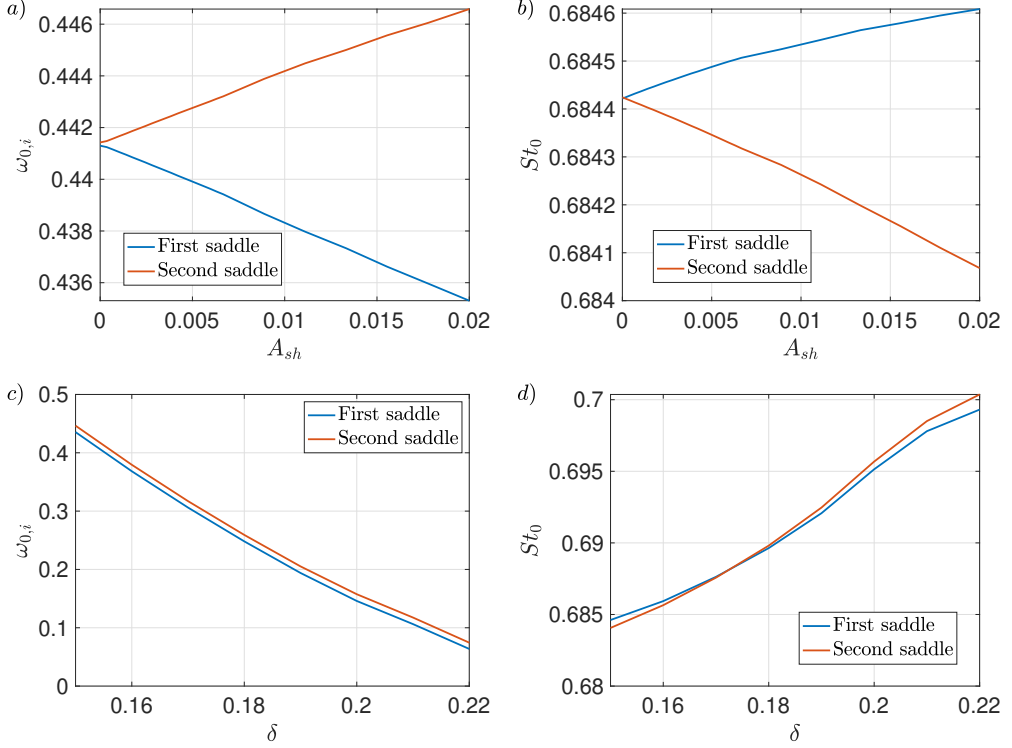 a)
0.446
0.444
0.442
0.44
0.438
0.436
ω0,i
First saddle
Second saddle
0 0.005 0.01 0.015 0.02
Ash
b)
0.6846
0.6845
0.6844
0.6843
0.6842
0.6841
0.684
St0
First saddle
Second saddle
0 0.005 0.01 0.015 0.02
Ash
c)
0.5
0.4
0.3
0.2
0.1
0
ω0,i
First saddle
Second saddle
0.16 0.18 0.2 0.22
δ
d)
0.7
0.695
0.69
0.685
0.68
St0
First saddle
Second saddle
0.16 0.18 0.2 0.22
δ